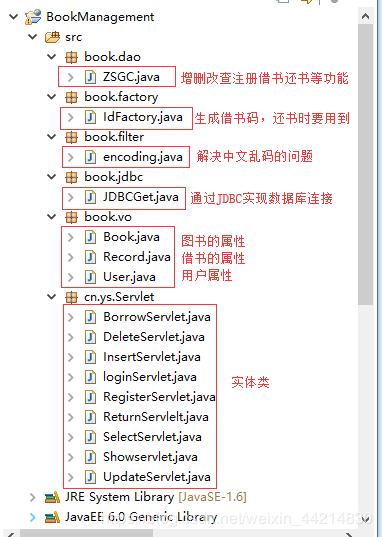 BookManagement
src
book.dao
ZSGC.java 增删改查注册借书还书等功能
book.factory
IdFactory.java 生成借书码，还书时要用到
book.filter
encoding.java 解决中文乱码的问题
book.jdbc
JDBCGet.java 通过JDBC实现数据库连接
book.vo
Book.java 图书的属性
Record.java 借书的属性
User.java 用户属性
cn.ys.Servlet
BorrowServlet.java
DeleteServlet.java
InsertServlet.java
loginServlet.java 实体类
RegisterServlet.java
ReturnServlelt.java
SelectServlet.java
Showservlet.java
UpdateServlet.java
JRE System Library [JavaSE-1.6]
JavaEE 6.0 Generic Library